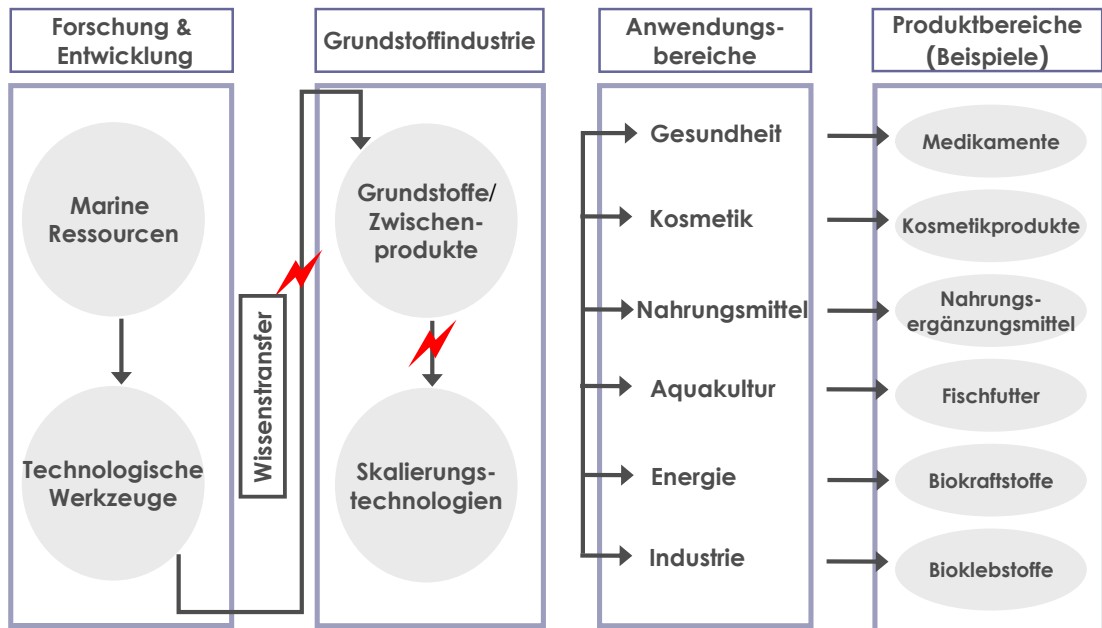 Forschung &
Entwicklung
Grundstoffindustrie
Anwendungs-
bereiche
Produktbereiche
(Beispiele)
Marine
Ressourcen
Technologische
Werkzeuge
Wissenstransfer
Grundstoffe/
Zwischen-
produkte
Skalierungs-
technologien
Gesundheit
Kosmetik
Nahrungsmittel
Aquakultur
Energie
Industrie
Medikamente
Kosmetikprodukte
Nahrungs-
ergänzungsmittel
Fischfutter
Biokraftstoffe
Bioklebstoffe